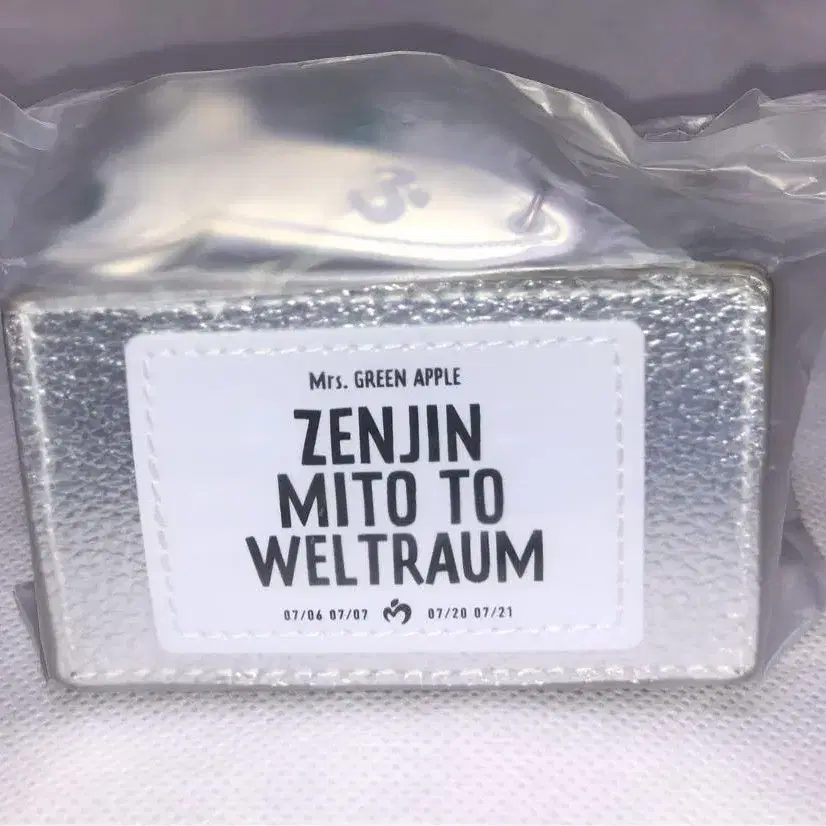 Mrs. GREEN APPLE
ZENJIN
MITO TO
WELTRAUM
07/06 07/07 07/20 07/21